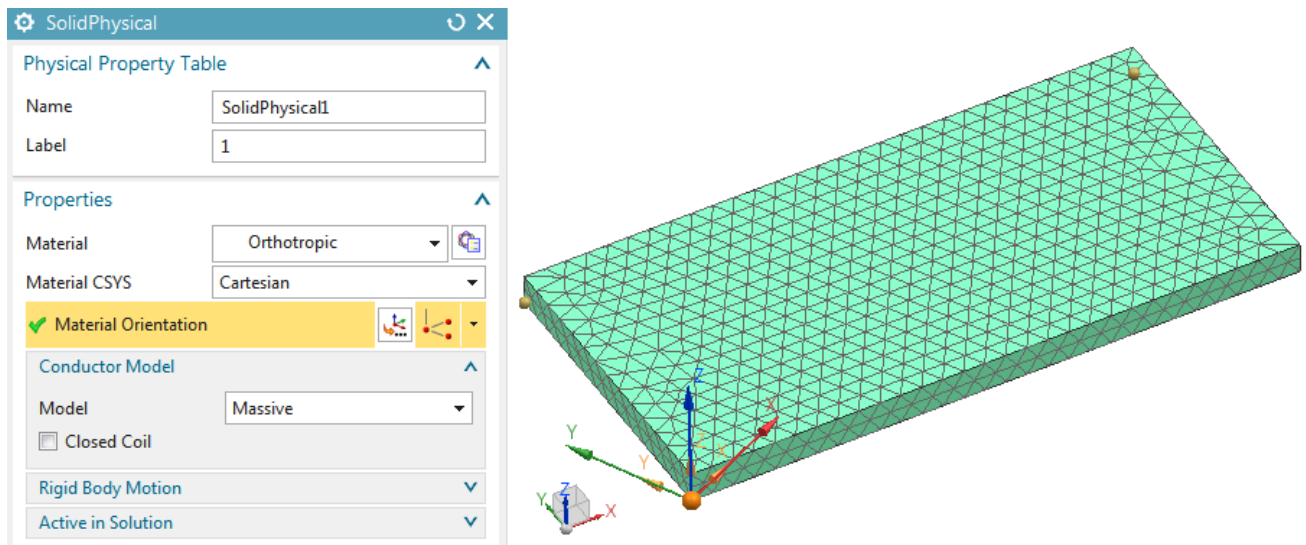 SolidPhysical
Physical Property Table
Name SolidPhysical1
Label 1
Properties
Material Orthotropic
Material CSYS Cartesian
Material Orientation
Conductor Model
Model Massive
Closed Coil
Rigid Body Motion
Active in Solution
Z
X
Y
Z
X
Y
Y
Z
X